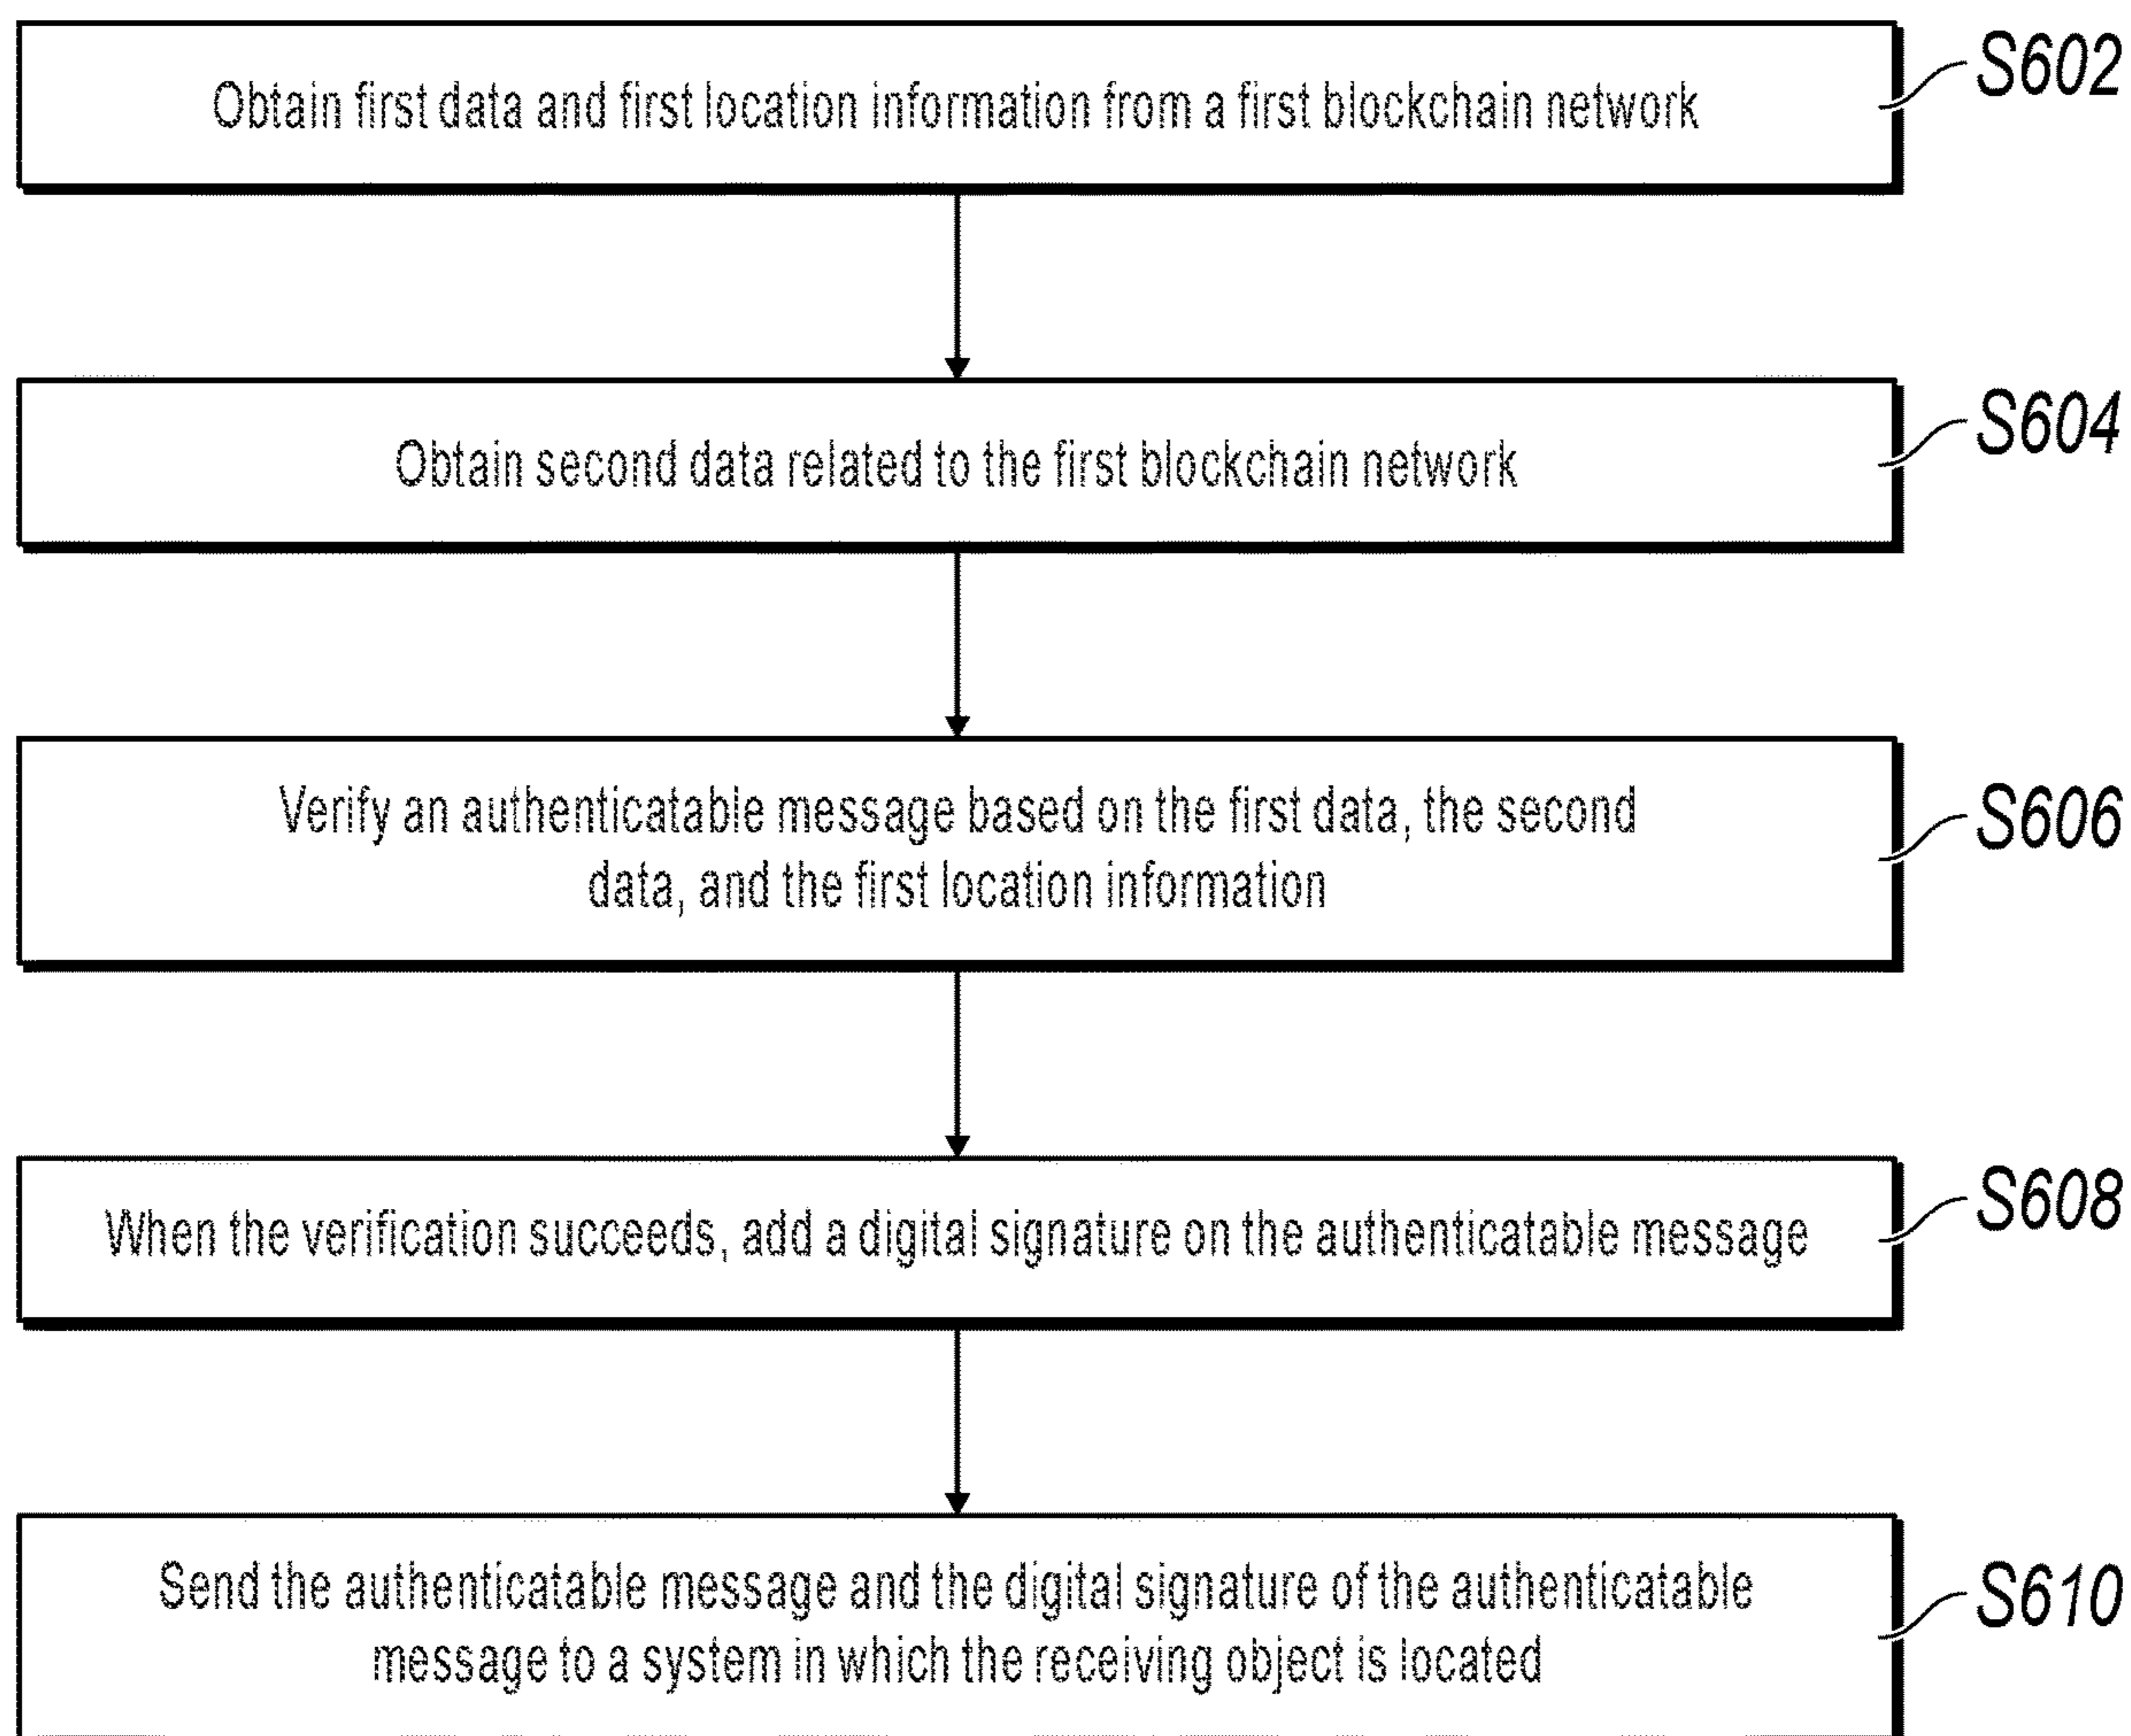 Obtain first data and first location information from a first blockchain network
S602
Obtain second data related to the first blockchain network
S604
Verify an authenticatable message based on the first data, the second
data, and the first location information
S606
When the verification succeeds, add a digital signature on the authenticatable message
S608
Send the authenticatable message and the digital signature of the authenticatable
message to a system in which the receiving object is located
S610